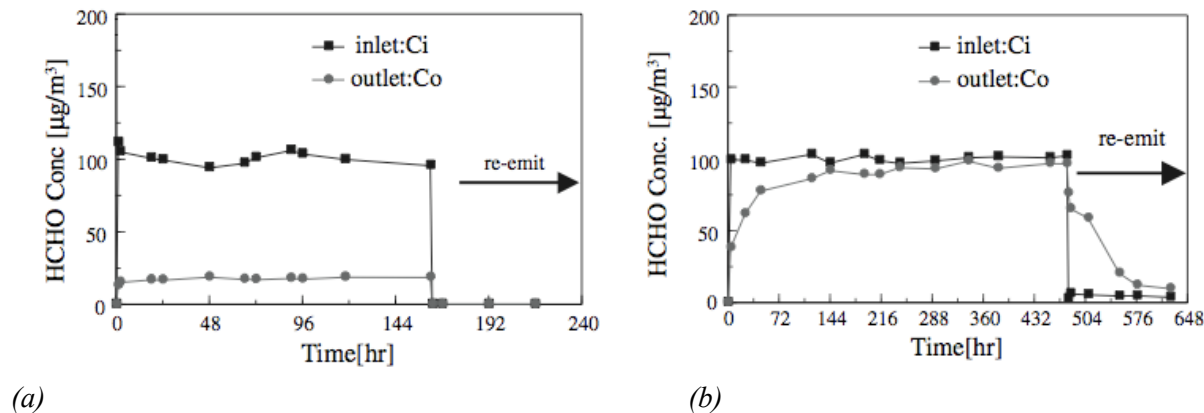 200
150
100
50
0
HCHO Conc [µg/m³]
inlet:Ci
outlet:Co
re-emit
0 48 96 144 192 240
Time[hr]
(a)
200
150
100
50
0
HCHO Conc. [µg/m³]
inlet:Ci
outlet:Co
re-emit
0 72 144 216 288 360 432 504 576 648
Time[hr]
(b)